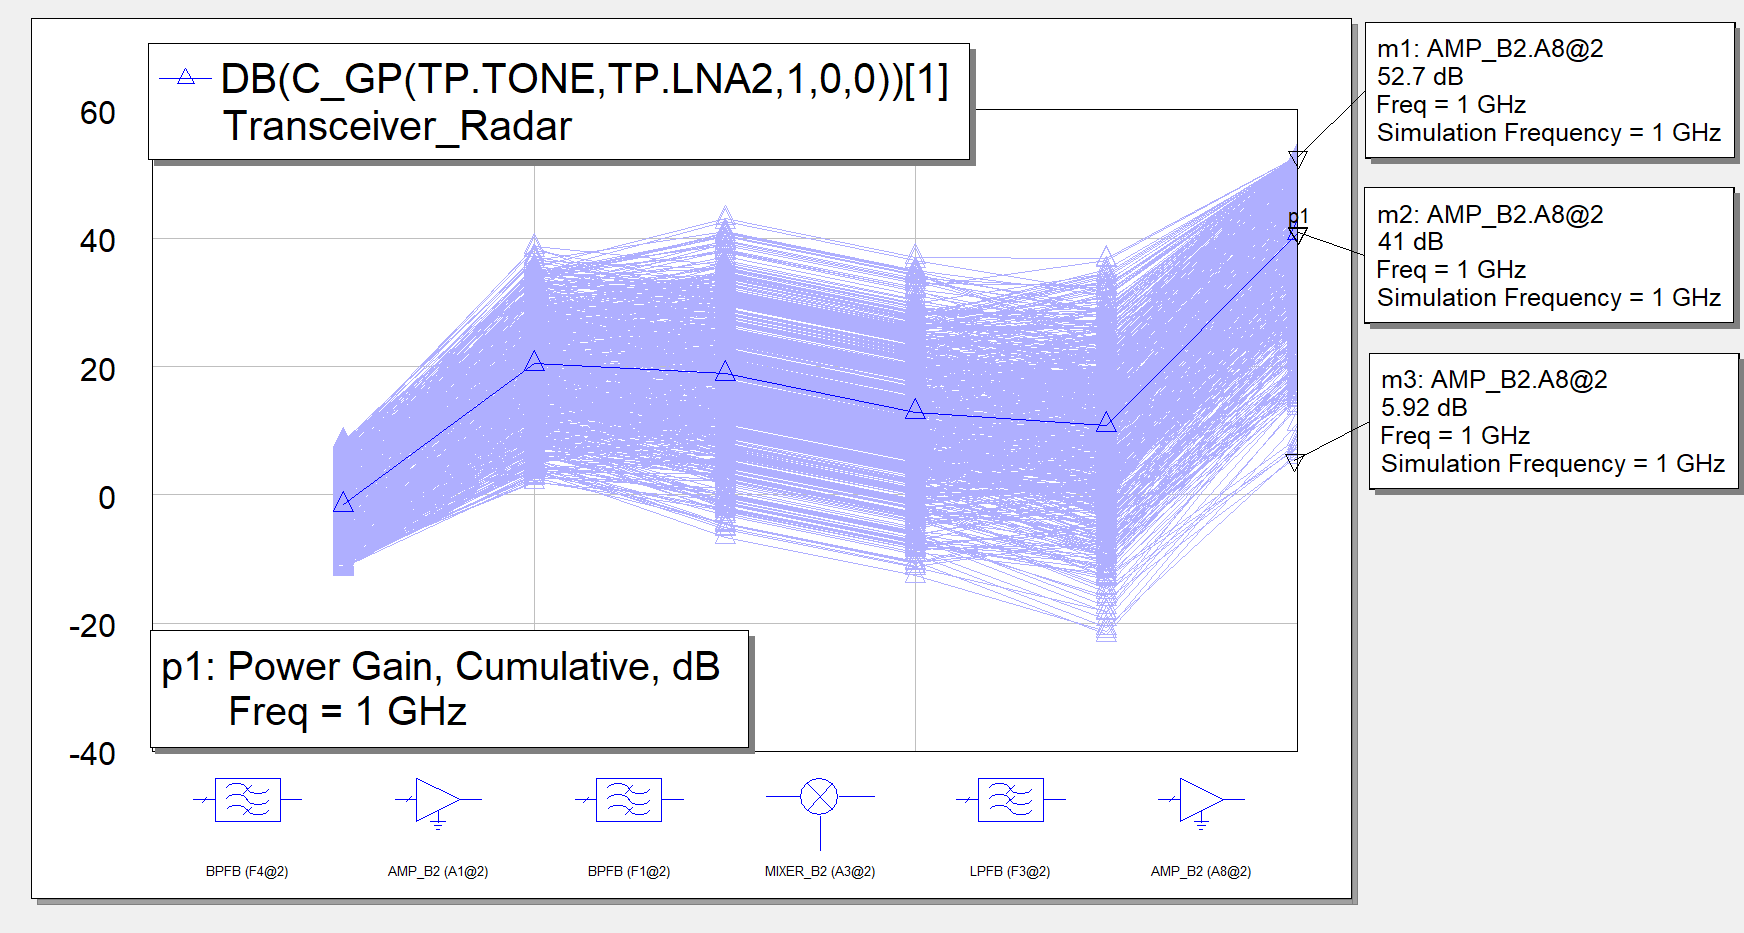 DB(C_GP(TP.TONE,TP.LNA2,1,0,0))[1]
Transceiver_Radar
60
40
20
0
-20
-40
p1
m1: AMP_B2.A8@2
52.7 dB
Freq = 1 GHz
Simulation Frequency = 1 GHz
m2: AMP_B2.A8@2
41 dB
Freq = 1 GHz
Simulation Frequency = 1 GHz
m3: AMP_B2.A8@2
5.92 dB
Freq = 1 GHz
Simulation Frequency = 1 GHz
p1: Power Gain, Cumulative, dB
Freq = 1 GHz
BPFB (F4@2)
AMP_B2 (A1@2)
BPFB (F1@2)
MIXER_B2 (A3@2)
LPFB (F3@2)
AMP_B2 (A8@2)